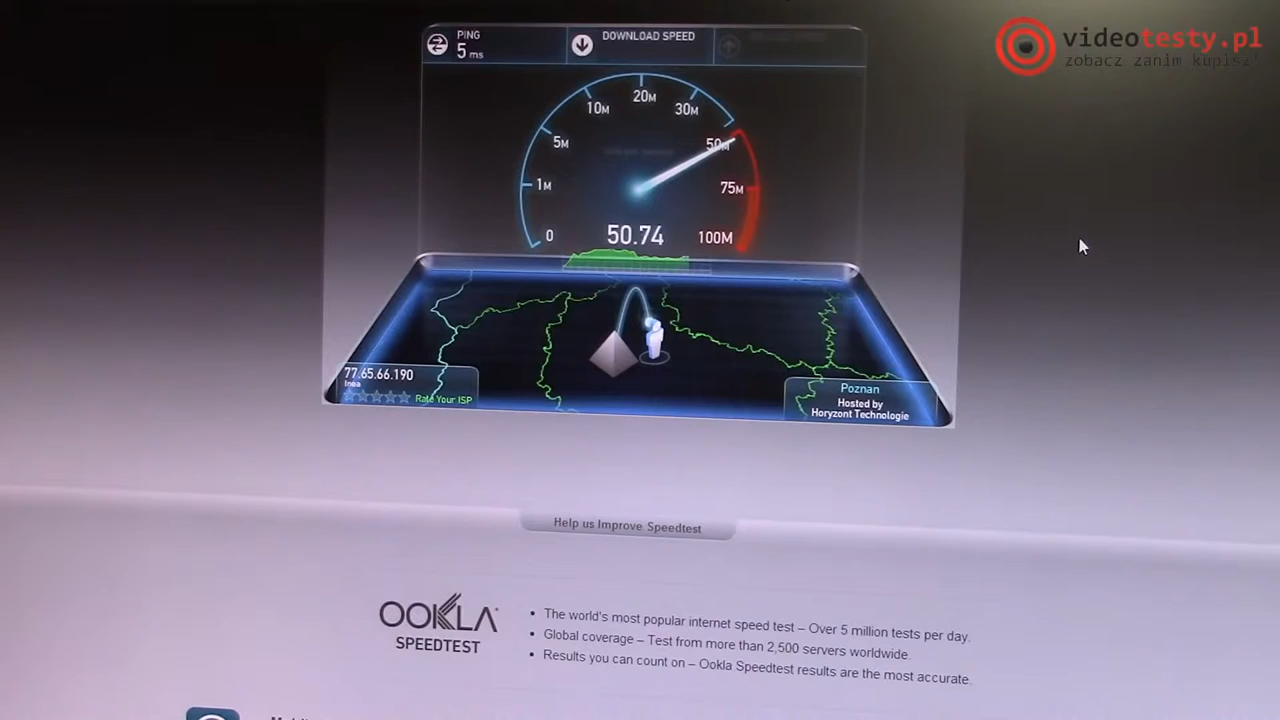 PING
5 ms
DOWNLOAD SPEED
videotesty.pl
zobacz zanim kupisz!
20M
10M
30M
5M
50M
1M
75M
0
50.74
100M
77.65.66.190
Inea
Rate Your ISP
Poznan
Hosted by
Horyzont Technologie
Help us Improve Speedtest
OOKLA
SPEEDTEST
• The world's most popular internet speed test – Over 5 million tests per day.
• Global coverage – Test from more than 2,500 servers worldwide.
• Results you can count on – Ookla Speedtest results are the most accurate.